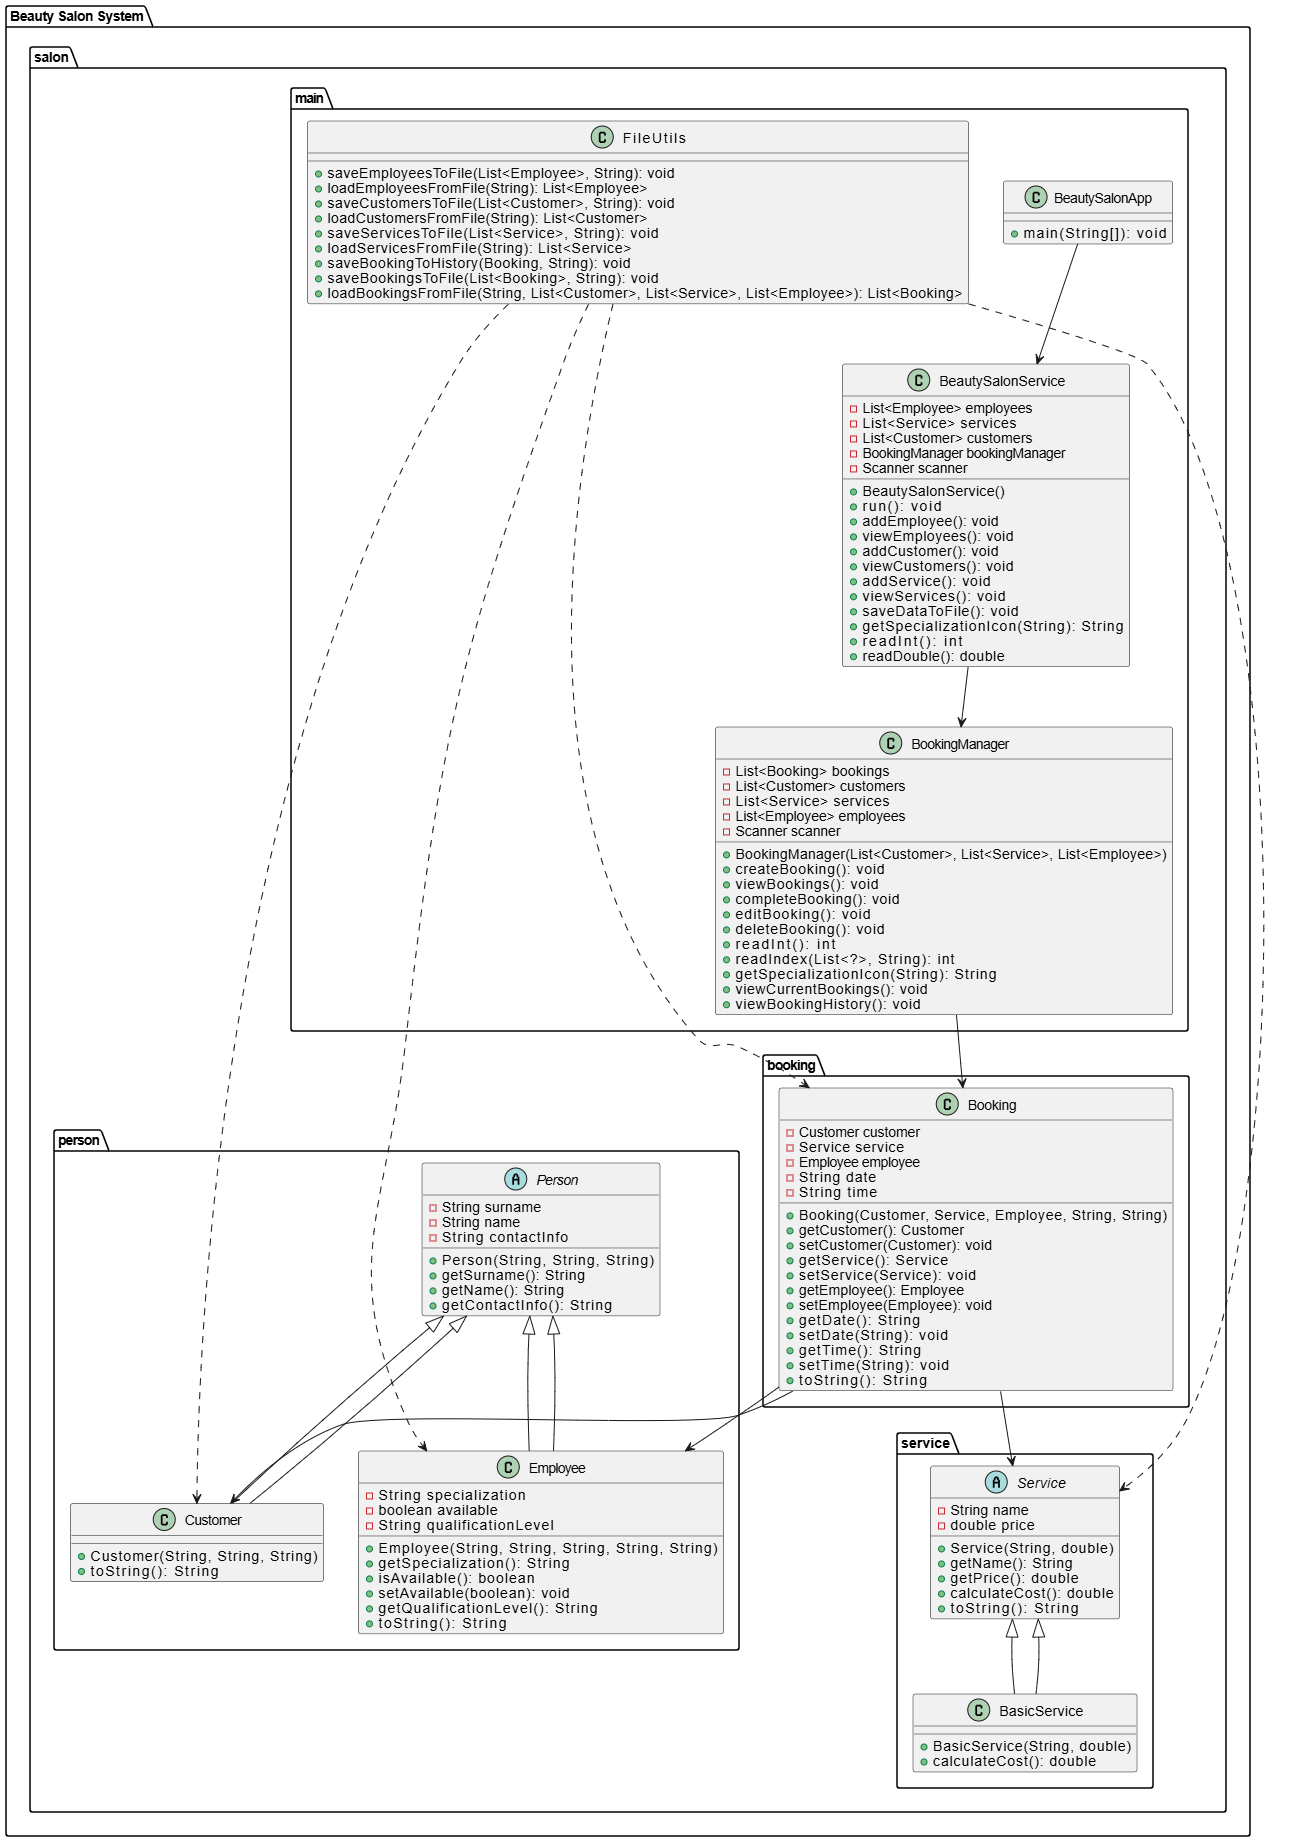 Beauty Salon System
salon
main
C FileUtils
saveEmployeesToFile(List<Employee>, String): void
loadEmployeesFromFile(String): List<Employee>
saveCustomersToFile(List<Customer>, String): void
loadCustomersFromFile(String): List<Customer>
saveServicesToFile(List<Service>, String): void
loadServicesFromFile(String): List<Service>
saveBookingToHistory(Booking, String): void
saveBookingsToFile(List<Booking>, String): void
loadBookingsFromFile(String, List<Customer>, List<Service>, List<Employee>): List<Booking>
C BeautySalonApp
main(String[]): void
C BeautySalonService
List<Employee> employees
List<Service> services
List<Customer> customers
BookingManager bookingManager
Scanner scanner
BeautySalonService()
run(): void
addEmployee(): void
viewEmployees(): void
addCustomer(): void
viewCustomers(): void
addService(): void
viewServices(): void
saveDataToFile(): void
getSpecializationIcon(String): String
readInt(): int
readDouble(): double
C BookingManager
List<Booking> bookings
List<Customer> customers
List<Service> services
List<Employee> employees
Scanner scanner
BookingManager(List<Customer>, List<Service>, List<Employee>)
createBooking(): void
viewBookings(): void
completeBooking(): void
editBooking(): void
deleteBooking(): void
readInt(): int
readIndex(List<?>, String): int
getSpecializationIcon(String): String
viewCurrentBookings(): void
viewBookingHistory(): void
booking
C Booking
Customer customer
Service service
Employee employee
String date
String time
Booking(Customer, Service, Employee, String, String)
getCustomer(): Customer
setCustomer(Customer): void
getService(): Service
setService(Service): void
getEmployee(): Employee
setEmployee(Employee): void
getDate(): String
setDate(String): void
getTime(): String
setTime(String): void
toString(): String
person
A Person
String surname
String name
String contactInfo
Person(String, String, String)
getSurname(): String
getName(): String
getContactInfo(): String
C Employee
String specialization
boolean available
String qualificationLevel
Employee(String, String, String, String, String)
getSpecialization(): String
isAvailable(): boolean
setAvailable(boolean): void
getQualificationLevel(): String
toString(): String
C Customer
Customer(String, String, String)
toString(): String
service
A Service
String name
double price
Service(String, double)
getName(): String
getPrice(): double
calculateCost(): double
toString(): String
C BasicService
BasicService(String, double)
calculateCost(): double